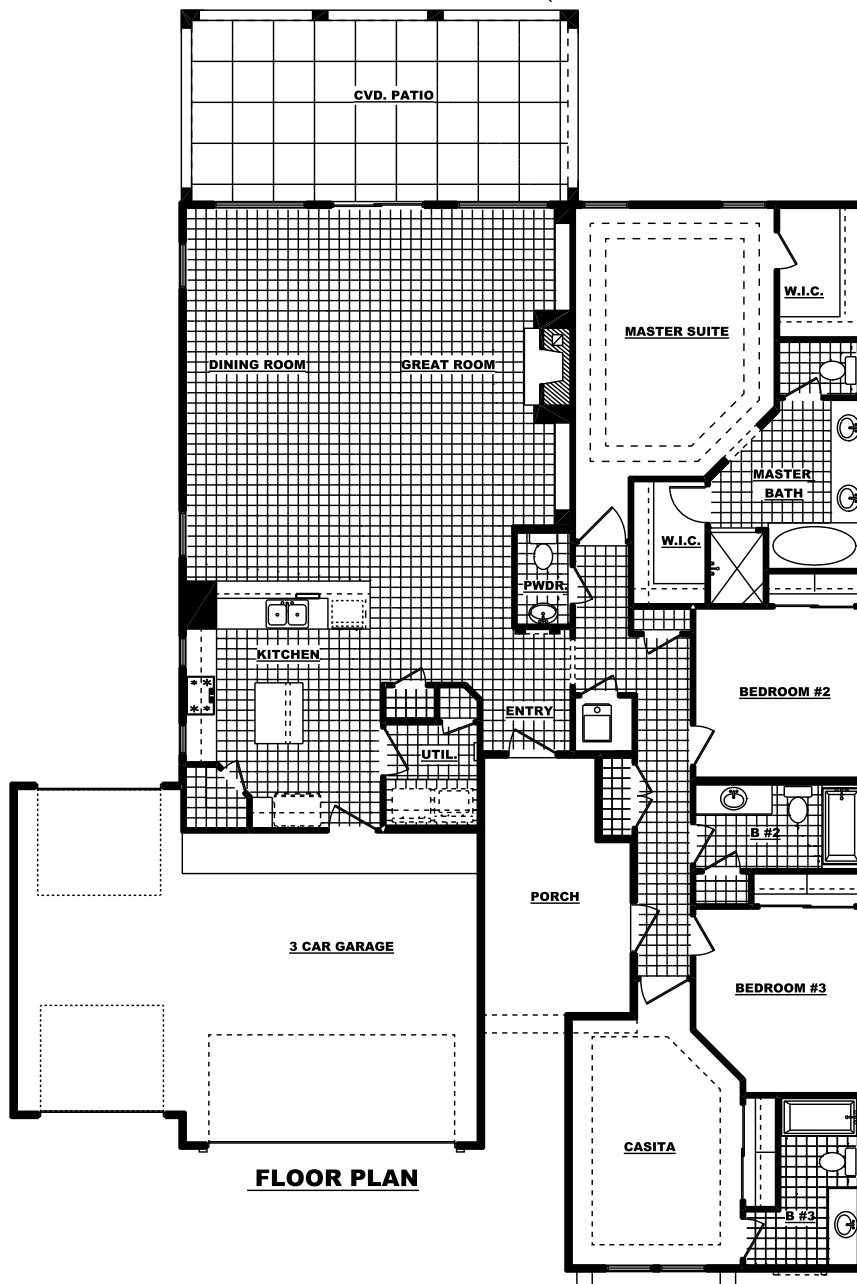 CVD. PATIO
W.I.C.
MASTER SUITE
DINING ROOM
GREAT ROOM
MASTER
BATH
W.I.C.
PWDR.
KITCHEN
BEDROOM #2
ENTRY
UTIL.
B #2
PORCH
3 CAR GARAGE
BEDROOM #3
CASITA
FLOOR PLAN
B #3